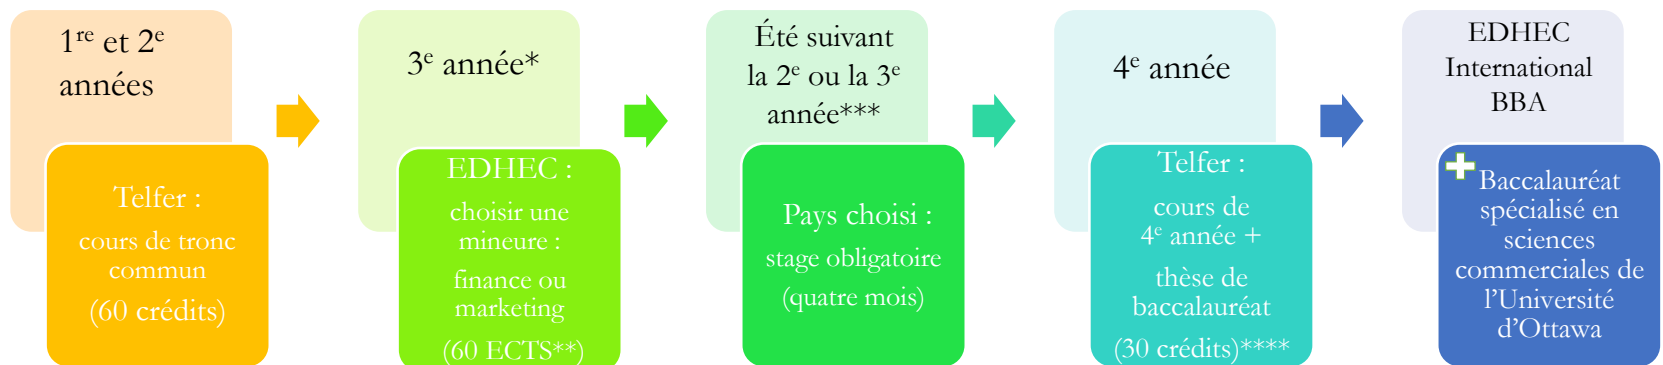 1re et 2e
années
Telfer :
cours de tronc
commun
(60 crédits)
3e année*
EDHEC :
choisir une
mineure :
finance ou
marketing
(60 ECTS**)
Été suivant
la 2e ou la 3e
année***
Pays choisi :
stage obligatoire
(quatre mois)
4e année
Telfer :
cours de
4e année +
thèse de
baccalauréat
(30 crédits)****
EDHEC
International
BBA
Baccalauréat
spécialisé en
sciences
commerciales de
l’Université
d’Ottawa